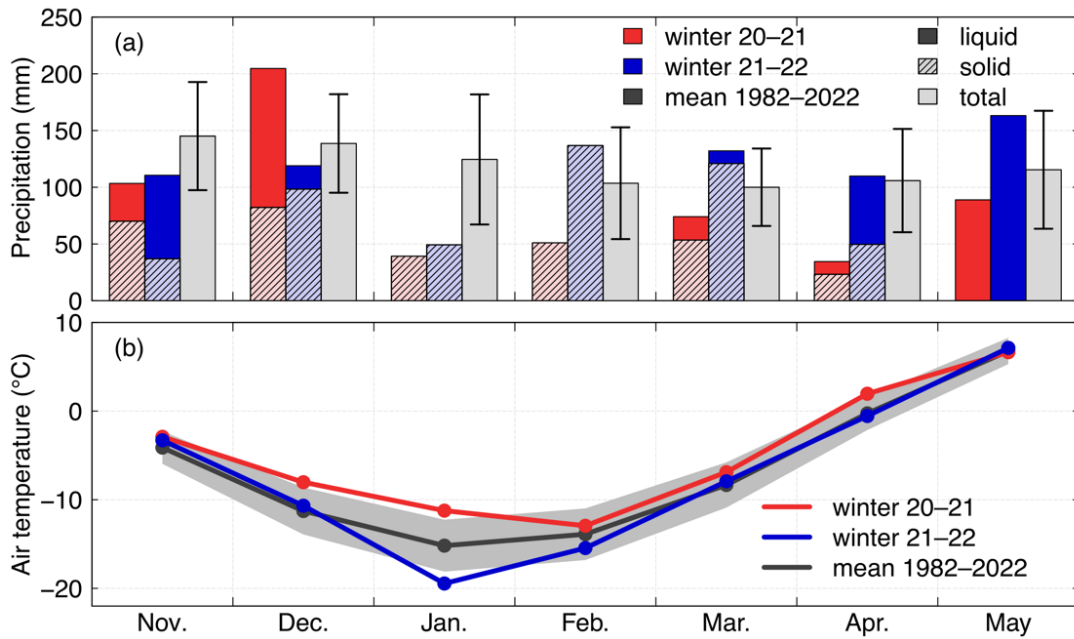 250
200
150
100
50
0
Precipitation (mm)
(a)
winter 20–21
winter 21–22
mean 1982–2022
liquid
solid
total
10
0
−10
−20
Air temperature (°C)
(b)
winter 20–21
winter 21–22
mean 1982–2022
Nov. Dec. Jan. Feb. Mar. Apr. May